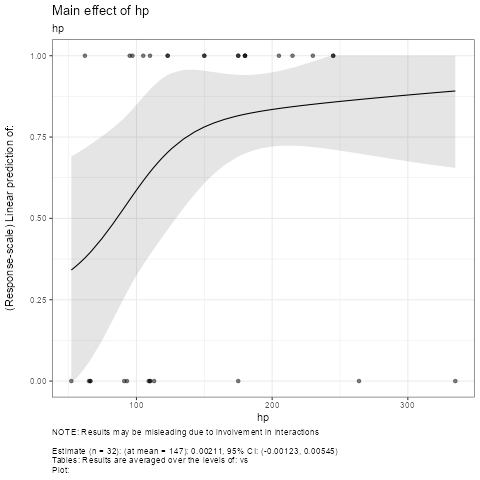 Main effect of hp
hp
(Response-scale) Linear prediction of:
1.00
0.75
0.50
0.25
0.00
100
200
300
hp
NOTE: Results may be misleading due to involvement in interactions
Estimate (n = 32): (at mean = 147): 0.00211, 95% CI: (-0.00123, 0.00545)
Tables: Results are averaged over the levels of: vs
Plot: